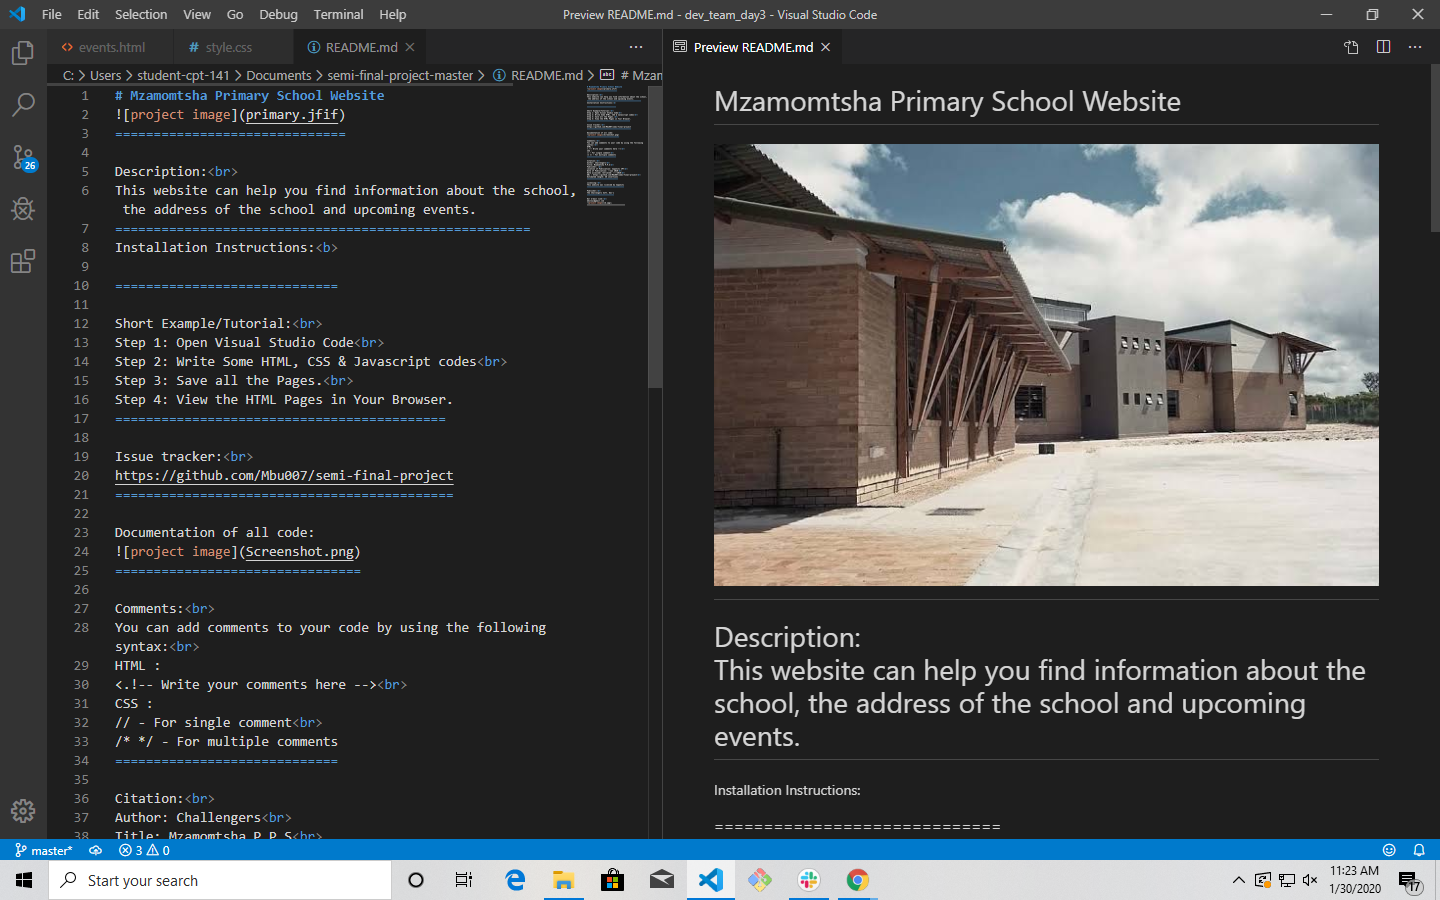 File Edit Selection View Go Debug Terminal Help
Preview README.md - dev_team_day3 - Visual Studio Code
events.html
# style.css
README.md
Preview README.md
C: > Users > student-cpt-141 > Documents > semi-final-project-master > README.md > # Mzam
1 # Mzamomtsha Primary School Website
2 ![project image](primary.jfif)
3 ==============================
4
5 Description:<br>
6 This website can help you find information about the school,
the address of the school and upcoming events.
7 ======================================================
8 Installation Instructions:<b>
9
10 =============================
11
12 Short Example/Tutorial:<br>
13 Step 1: Open Visual Studio Code<br>
14 Step 2: Write Some HTML, CSS & Javascript codes<br>
15 Step 3: Save all the Pages.<br>
16 Step 4: View the HTML Pages in Your Browser.
17 ===========================================
18
19 Issue tracker:<br>
20 https://github.com/Mbu007/semi-final-project
21 ============================================
22
23 Documentation of all code:
24 ![project image](Screenshot.png)
25 ================================
26
27 Comments:<br>
28 You can add comments to your code by using the following
syntax:<br>
29 HTML :
30 <.!-- Write your comments here --><br>
31 CSS :
32 // - For single comment<br>
33 /* */ - For multiple comments
34 =============================
35
36 Citation:<br>
37 Author: Challengers<br>
38 Title: Mzamomtsha P.P.S<br>
Mzamomtsha Primary School Website
Description:
This website can help you find information about the
school, the address of the school and upcoming
events.
Installation Instructions:
=============================
26
master*
3
0
Start your search
11:23 AM
1/30/2020
17